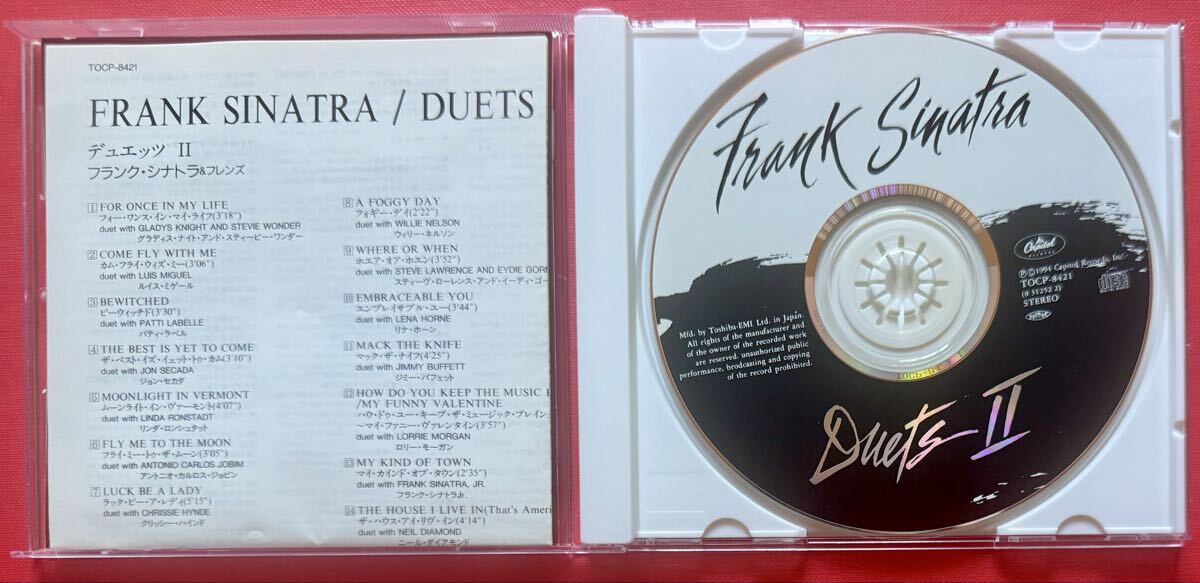 TOCP-8421
FRANK SINATRA / DUETS
デュエッツ II
フランク・シナトラ&フレンズ
1 FOR ONCE IN MY LIFE
フォー・ワンス・イン・マイ・ライフ(3'18")
duet with GLADYS KNIGHT AND STEVIE WONDER
グラディス・ナイト・アンド・スティービー・ワンダー
2 COME FLY WITH ME
カム・フライ・ウィズ・ミー(3'06")
duet with LUIS MIGUEL
ルイス・ミゲール
3 BEWITCHED
ビーウィッチド(3'30")
duet with PATTI LABELLE
パティ・ラベル
4 THE BEST IS YET TO COME
ザ・ベスト・イズ・イェット・トゥ・カム(3'10")
duet with JON SECADA
ジョン・セカダ
5 MOONLIGHT IN VERMONT
ムーンライト・イン・ヴァーモント(4'07")
duet with LINDA RONSTADT
リンダ・ロンシュタット
6 FLY ME TO THE MOON
フライ・ミー・トゥ・ザ・ムーン(3'05")
duet with ANTONIO CARLOS JOBIM
アントニオ・カルロス・ジョビン
7 LUCK BE A LADY
ラック・ビー・ア・レディ(5'15")
duet with CHRISSIE HYNDE
クリッシー・ハインド
8 A FOGGY DAY
フォギー・デイ(2'22")
duet with WILLIE NELSON
ウィリー・ネルソン
9 WHERE OR WHEN
ホエア・オア・ホエン(3'52")
duet with STEVE LAWRENCE AND EYDIE GORM
スティーヴ・ローレンス・アンド・イーディ・ゴー
10 EMBRACEABLE YOU
エンブレイサブル・ユー(3'44")
duet with LENA HORNE
リナ・ホーン
11 MACK THE KNIFE
マック・ザ・ナイフ(4'25")
duet with JIMMY BUFFETT
ジミー・バフェット
12 HOW DO YOU KEEP THE MUSIC
/MY FUNNY VALENTINE
ハウ・ドゥ・ユー・キープ・ザ・ミュージック・プレイン
～マイ・ファニー・ヴァレンタイン(3'57")
duet with LORRIE MORGAN
ロリー・モーガン
13 MY KIND OF TOWN
マイ・カインド・オブ・タウン(2'35")
duet with FRANK SINATRA, JR.
フランク・シナトラJr.
14 THE HOUSE I LIVE IN(That's Ameri
ザ・ハウス・アイ・リヴ・イン(4'14")
duet with NEIL DIAMOND
ニール・ダイアモンド
Frank Sinatra
Capitol
RECORDS
℗©1994 Capitol Records, Inc.
TOCP-8421
(8 31252 2)
STEREO
COMPACT
disc
DIGITAL AUDIO
Mfd. by Toshiba-EMI Ltd. in Japan.
All rights of the manufacturer and
of the owner of the recorded work
are reserved. unauthorized public
performance, brodcasting and copying
of the record prohibited.
Duets II